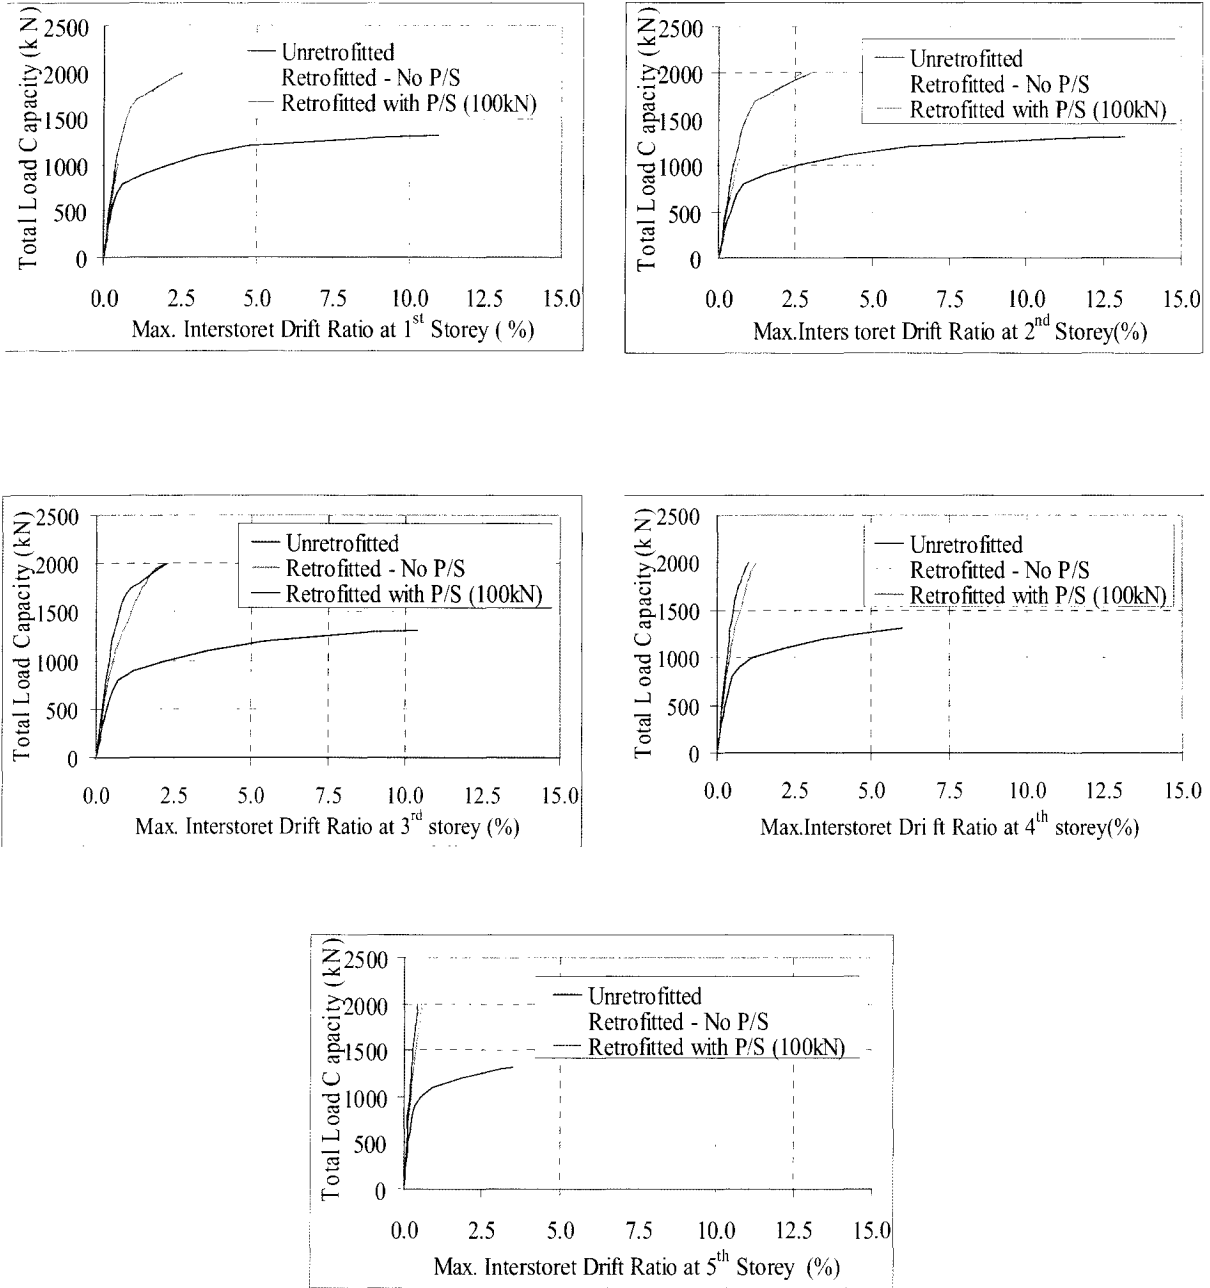 Total Load C apacity (k N)
2500
2000
1500
1000
500
0
Unretrofitted
Retrofitted - No P/S
Retrofitted with P/S (100kN)
0.0 2.5 5.0 7.5 10.0 12.5 15.0
Max. Interstoret Drift Ratio at 1st Storey ( %)
Total Load C apacity (kN)
2500
2000
1500
1000
500
0
Unretrofitted
Retrofitted - No P/S
Retrofitted with P/S (100kN)
0.0 2.5 5.0 7.5 10.0 12.5 15.0
Max.Inters toret Drift Ratio at 2nd Storey(%)
Total Load Capacity (kN)
2500
2000
1500
1000
500
0
Unretrofitted
Retrofitted - No P/S
Retrofitted with P/S (100kN)
0.0 2.5 5.0 7.5 10.0 12.5 15.0
Max. Interstoret Drift Ratio at 3rd storey (%)
Total Load Capacity (k N)
2500
2000
1500
1000
500
0
Unretrofitted
Retrofitted - No P/S
Retrofitted with P/S (100kN)
0.0 2.5 5.0 7.5 10.0 12.5 15.0
Max.Interstoret Dri ft Ratio at 4th storey(%)
Total Load C apacity (kN)
2500
2000
1500
1000
500
0
Unretrofitted
Retrofitted - No P/S
Retrofitted with P/S (100kN)
0.0 2.5 5.0 7.5 10.0 12.5 15.0
Max. Interstoret Drift Ratio at 5th Storey (%)